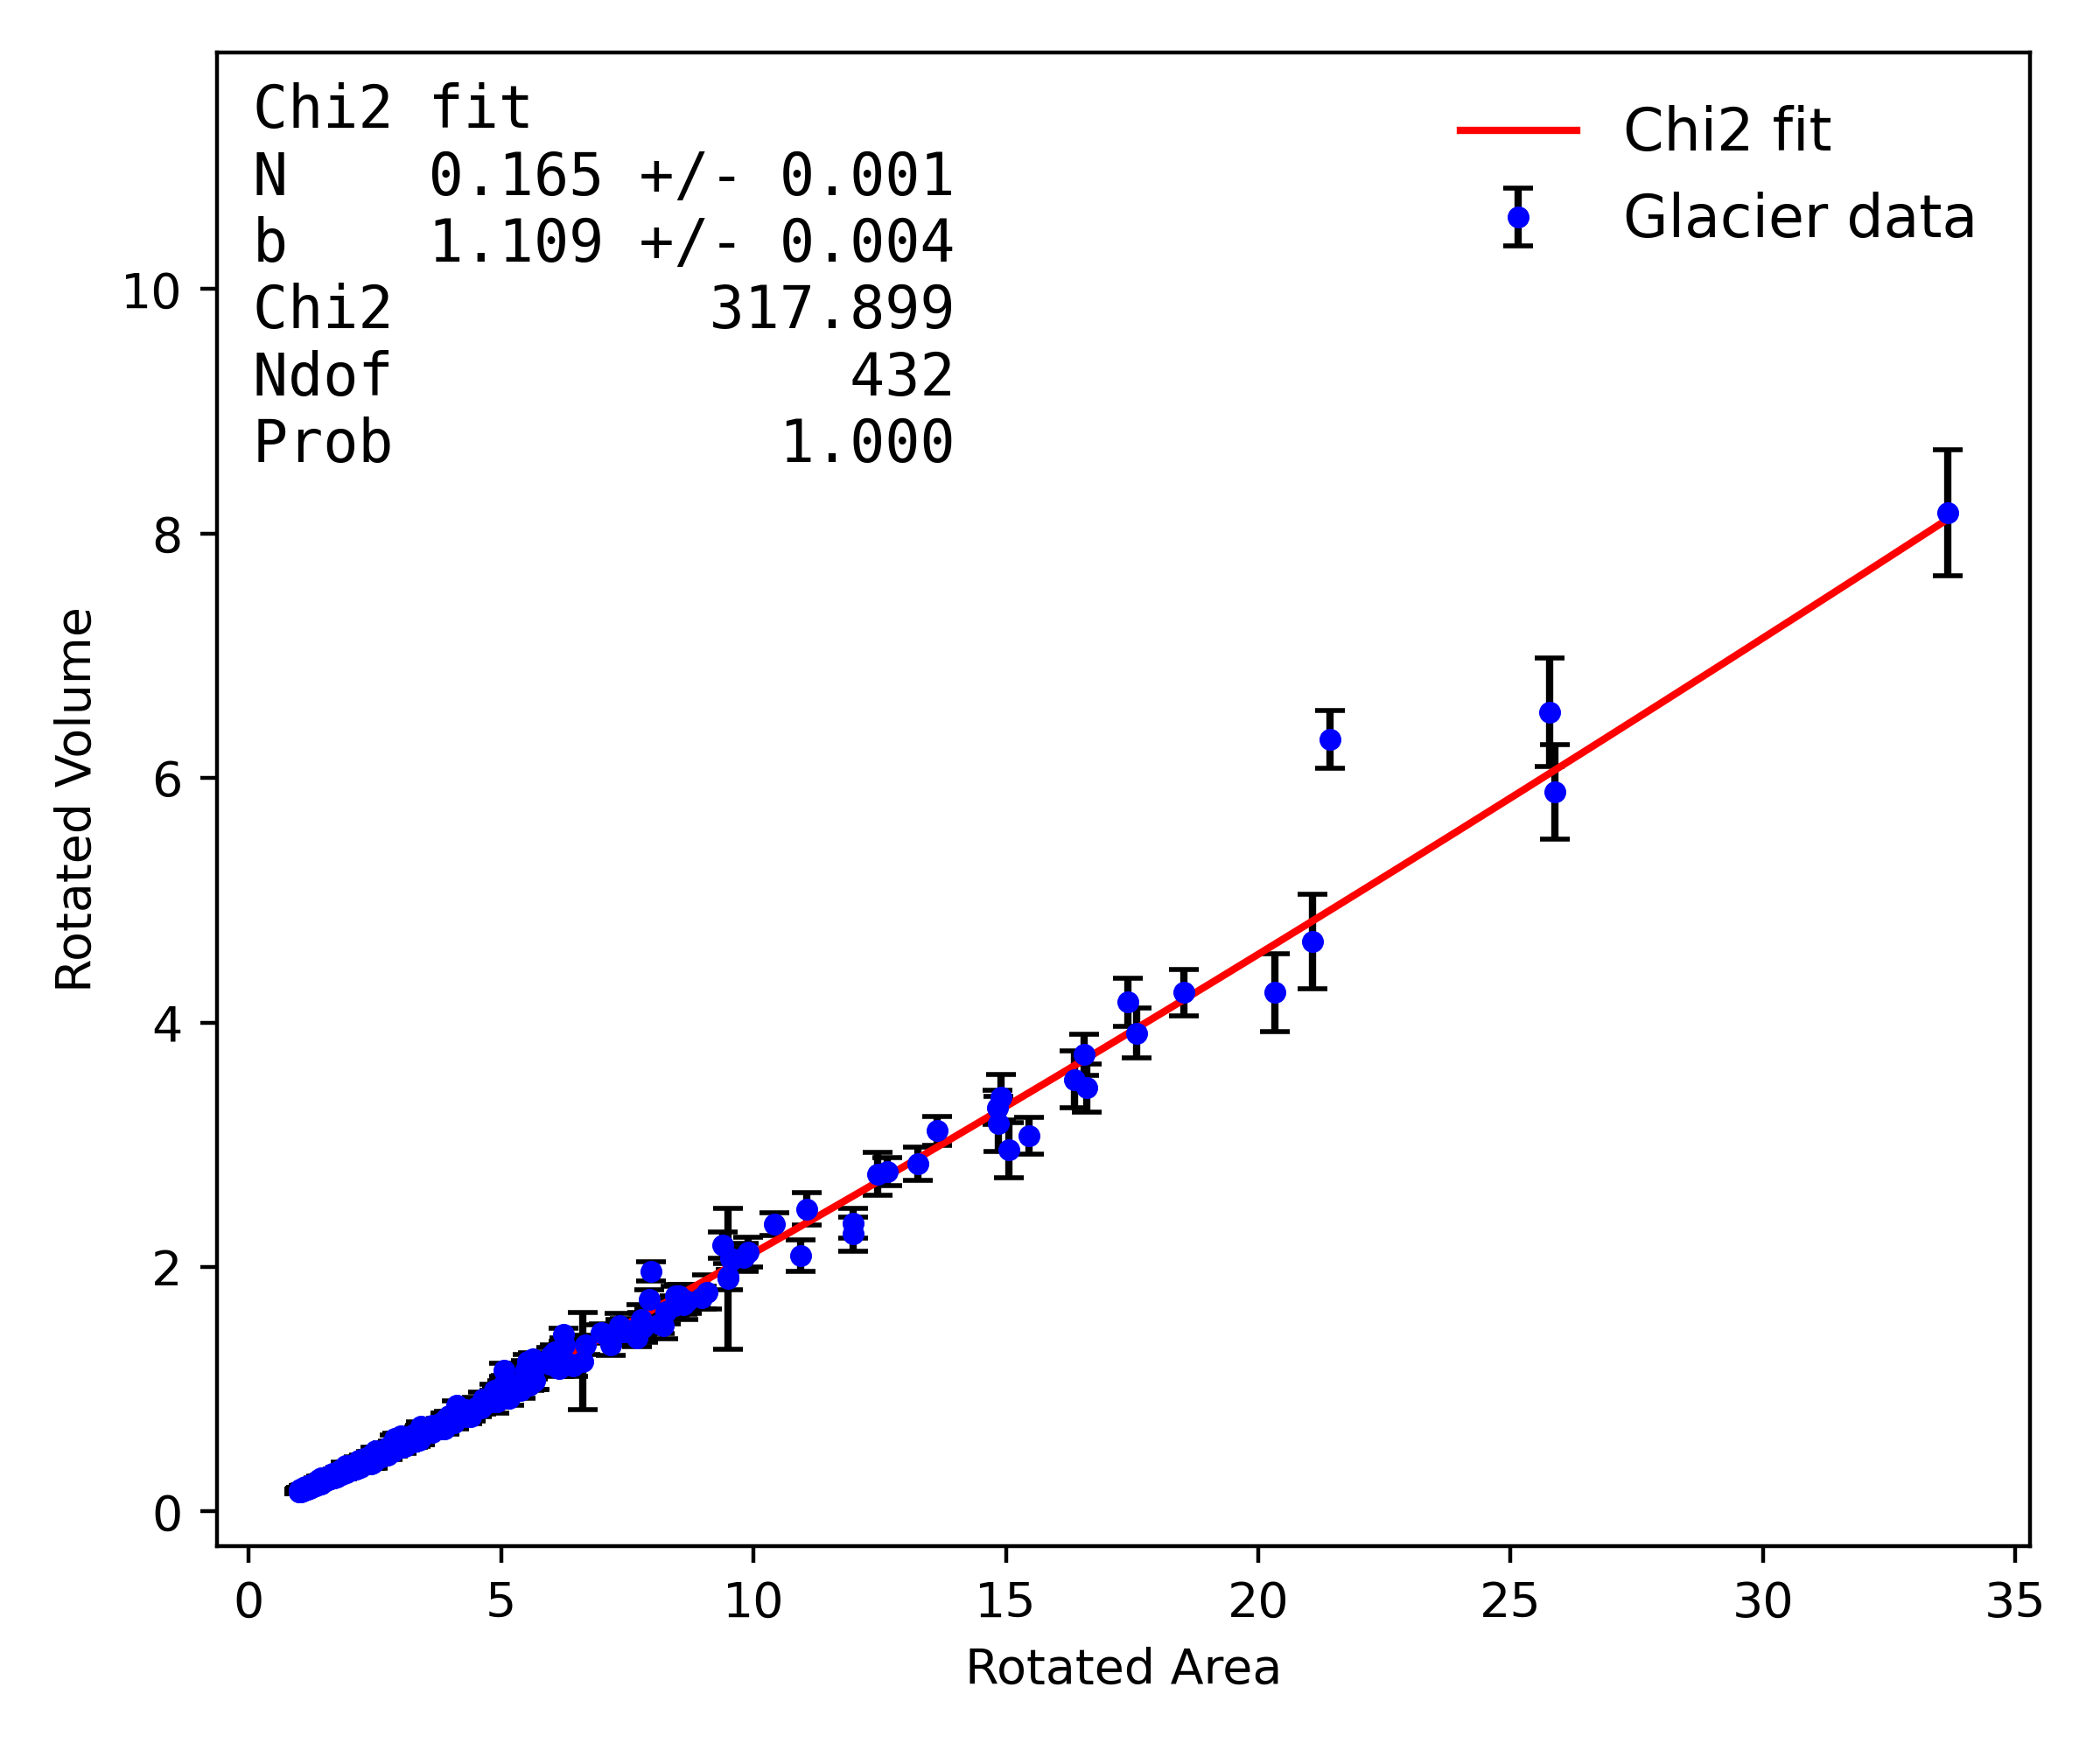 Chi2 fit
N    0.165 +/- 0.001
b    1.109 +/- 0.004
Chi2         317.899
Ndof             432
Prob           1.000
Chi2 fit
Glacier data
10
8
6
4
2
0
Rotated Volume
0 5 10 15 20 25 30 35
Rotated Area